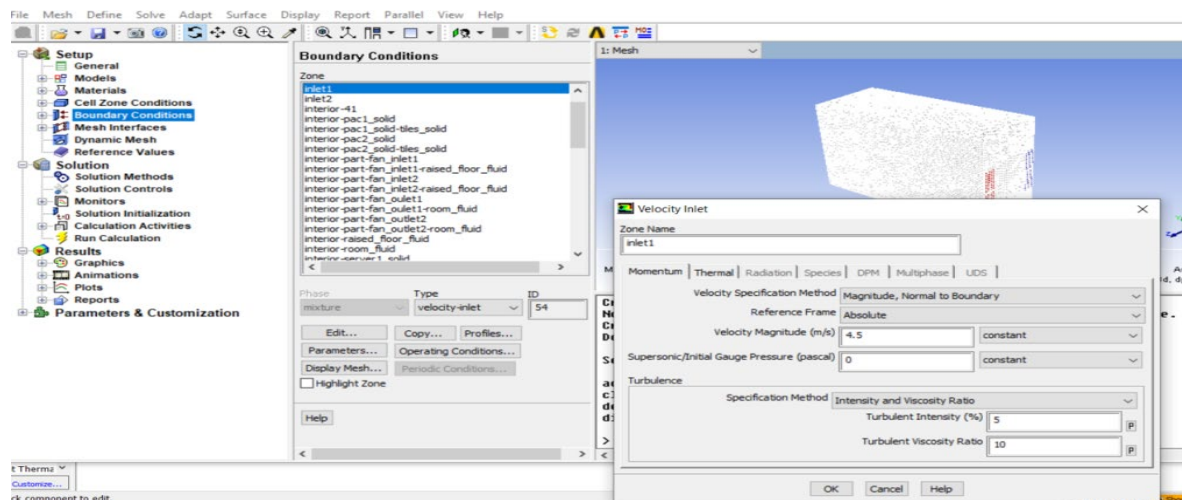 File Mesh Define Solve Adapt Surface Display Report Parallel View Help
Setup
General
Models
Materials
Cell Zone Conditions
Boundary Conditions
Mesh Interfaces
Dynamic Mesh
Reference Values
Solution
Solution Methods
Solution Controls
Monitors
Solution Initialization
Calculation Activities
Run Calculation
Results
Graphics
Animations
Plots
Reports
Parameters & Customization
Boundary Conditions
Zone
inlet1
inlet2
interior-41
interior-pac1_solid
interior-pac1_solid-tiles_solid
interior-pac2_solid
interior-pac2_solid-tiles_solid
interior-part-fan_inlet1
interior-part-fan_inlet1-raised_floor_fluid
interior-part-fan_inlet2
interior-part-fan_inlet2-raised_floor_fluid
interior-part-fan_oulet1
interior-part-fan_oulet1-room_fluid
interior-part-fan_outlet2
interior-part-fan_outlet2-room_fluid
interior-raised_floor_fluid
interior-room_fluid
interior-server1_solid
Phase Type ID
mixture velocity-inlet 54
Edit... Copy... Profiles...
Parameters... Operating Conditions...
Display Mesh... Periodic Conditions...
Highlight Zone
Help
1: Mesh
Velocity Inlet
Zone Name
inlet1
Momentum Thermal Radiation Species DPM Multiphase UDS
Velocity Specification Method Magnitude, Normal to Boundary
Reference Frame Absolute
Velocity Magnitude (m/s) 4.5 constant
Supersonic/Initial Gauge Pressure (pascal) 0 constant
Turbulence
Specification Method Intensity and Viscosity Ratio
Turbulent Intensity (%) 5 P
Turbulent Viscosity Ratio 10 P
OK Cancel Help
t Therma
Customize...
ck component to edit